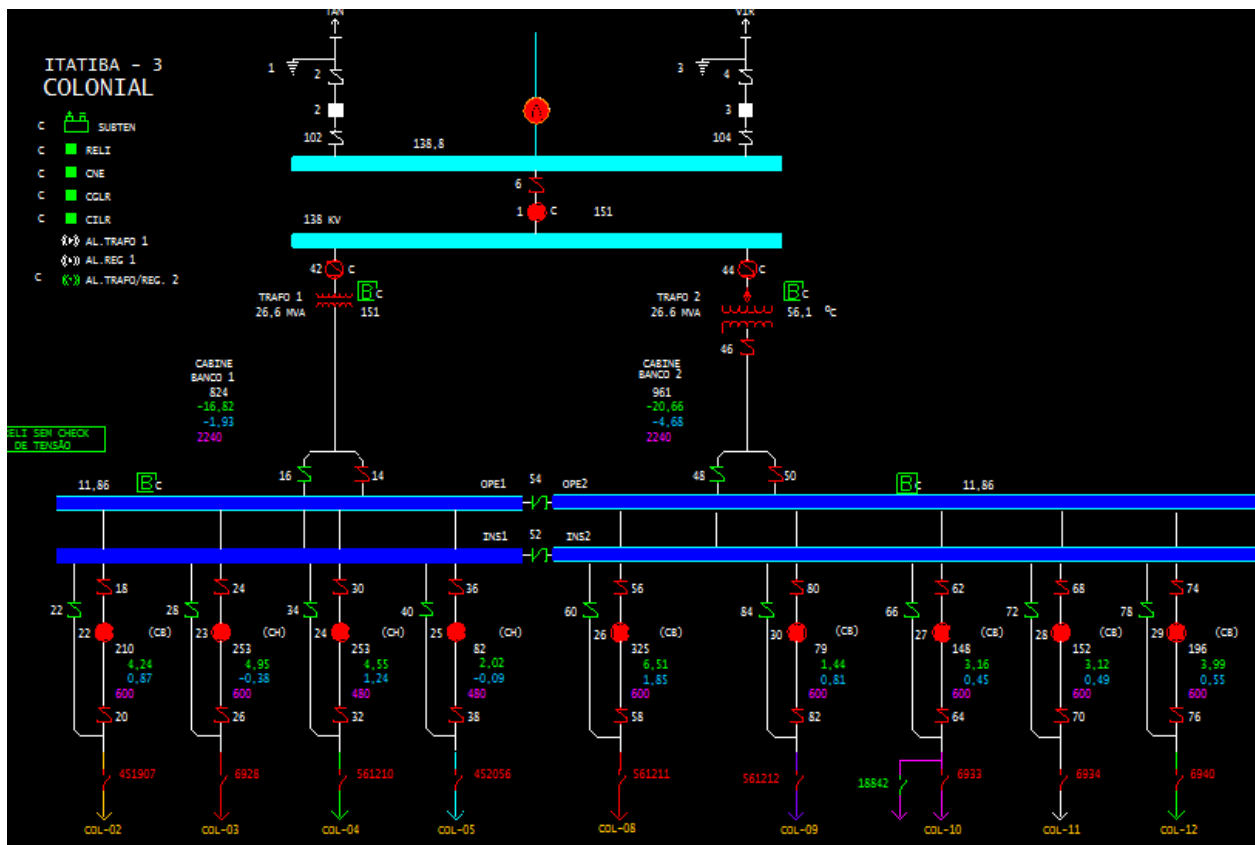 TAN VIR
ITATIBA - 3
COLONIAL
1 2 3 4
C SUBTEN 2 A 3
C RELI 102 138,8 104
C CNE 6
C CGLR 1 C 151
C CILR 138 KV
AL.TRAFO 1
AL.REG 1 42 C 44 C
C AL.TRAFO/REG. 2
TRAFO 1 B C TRAFO 2 B C
26,6 MVA 151 26.6 MVA 56,1 ºC
46
CABINE CABINE
BANCO 1 BANCO 2
824 961
-16,82 -20,66
-1,93 -4,68
2240 2240
RELI SEM CHECK
DE TENSÃO
16 14 48 50
11,86 B C OPE1 54 OPE2 B C 11,86
INS1 52 INS2
18 24 30 36 56 80 62 68 74
22 28 34 40 60 84 66 72 78
22 (CB) 23 (CH) 24 (CH) 25 (CH) 26 (CB) 30 (CB) 27 (CB) 28 (CB) 29 (CB)
210 253 253 82 325 79 148 152 196
4,24 4,95 4,55 2,02 6,51 1,44 3,16 3,12 3,99
0,87 -0,38 1,24 -0,09 1,85 0,81 0,45 0,49 0,55
600 600 480 480 600 600 600 600 600
20 26 32 38 58 82 64 70 76
451907 6928 561210 452056 561211 561212 18842 6933 6934 6940
COL-02 COL-03 COL-04 COL-05 COL-08 COL-09 COL-10 COL-11 COL-12